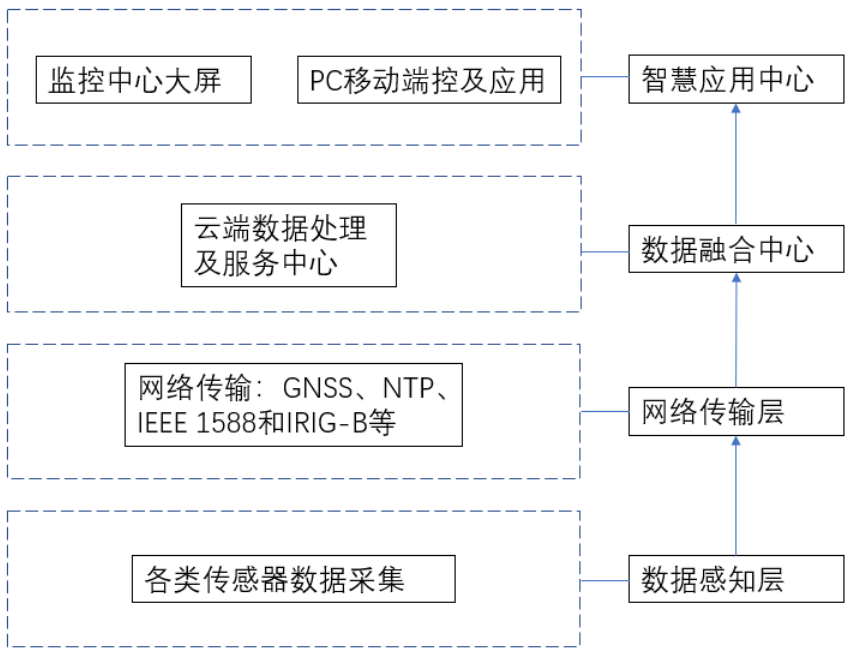 监控中心大屏
PC移动端控及应用
智慧应用中心
云端数据处理
及服务中心
数据融合中心
网络传输：GNSS、NTP、
IEEE 1588和IRIG-B等
网络传输层
各类传感器数据采集
数据感知层